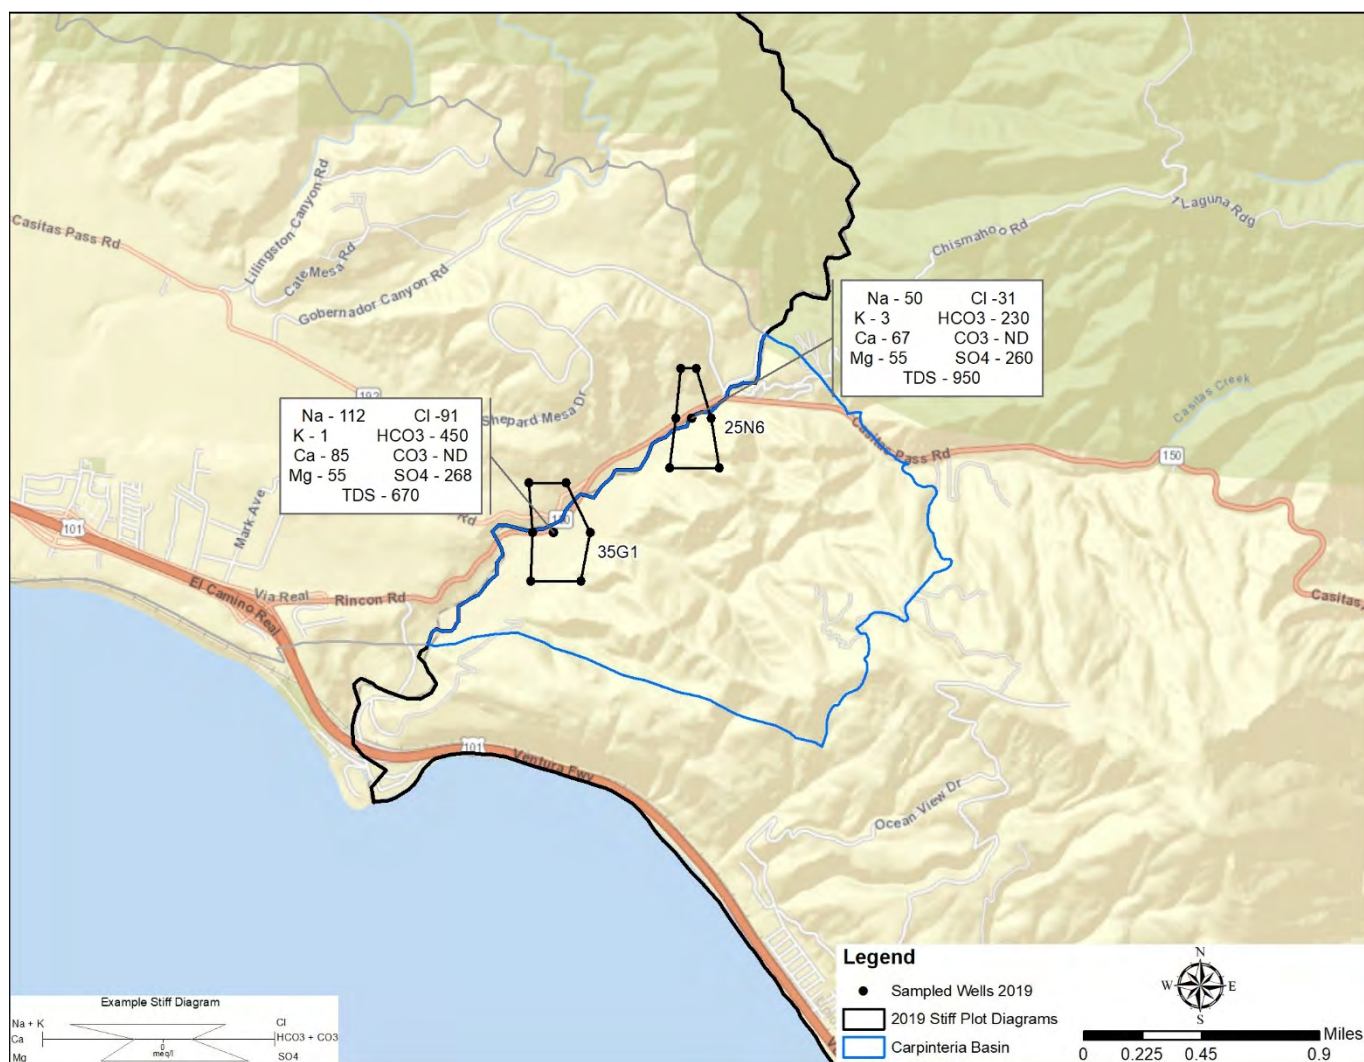 Lillingston Canyon Rd
Casitas Pass Rd
Cate Mesa Rd
Gobernador Canyon Rd
Chismahoo Rd
1 Laguna Rdg
Na - 50 Cl -31
K - 3 HCO3 - 230
Ca - 67 CO3 - ND
Mg - 55 SO4 - 260
TDS - 950
192
Shepard Mesa Dr
Casitas Creek
Na - 112 Cl -91
K - 1 HCO3 - 450
Ca - 85 CO3 - ND
Mg - 55 SO4 - 268
TDS - 670
25N6
Casitas Pass Rd
150
Mark Ave
Rd
101
35G1
El Camino Real
Via Real
Rincon Rd
Casitas
101
Ventura Fwy
Ocean View Dr
Legend
Sampled Wells 2019
2019 Stiff Plot Diagrams
Carpinteria Basin
N
W E
S
Miles
0 0.225 0.45 0.9
Example Stiff Diagram
Na + K Cl
Ca HCO3 + CO3
0
meq/l
Mg SO4